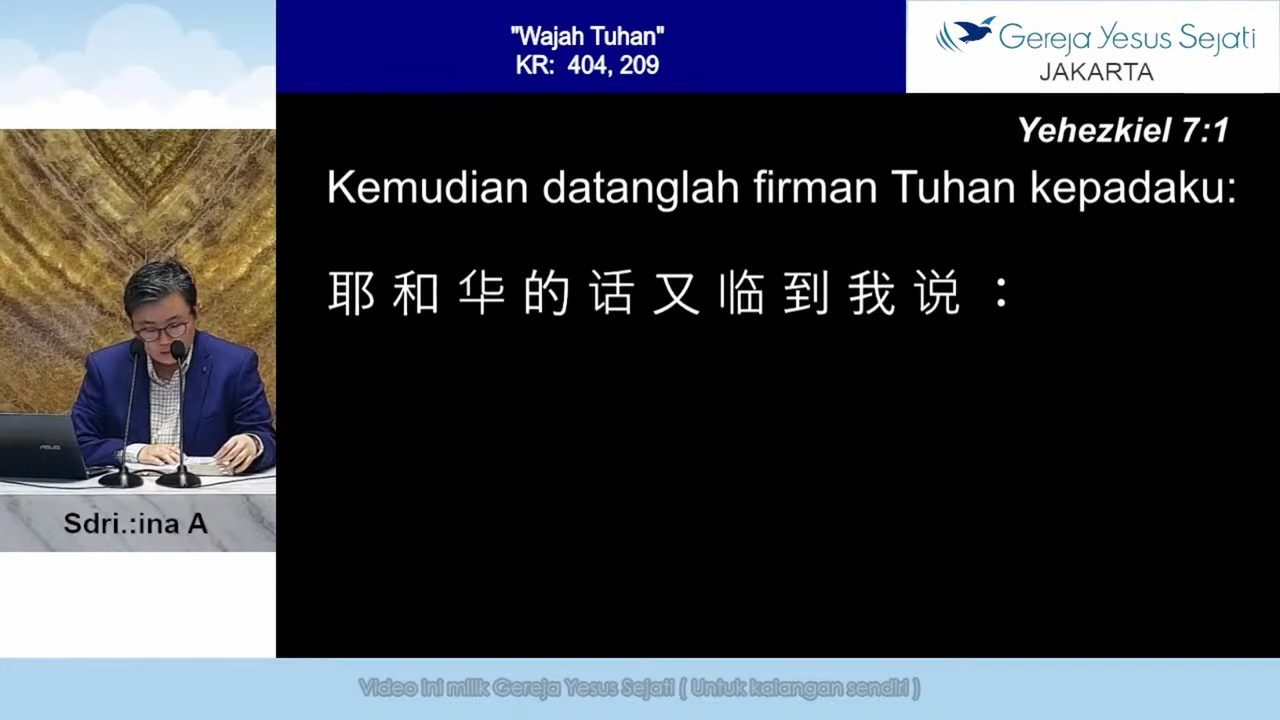 "Wajah Tuhan"
KR: 404, 209
Gereja Yesus Sejati
JAKARTA
Yehezkiel 7:1
Kemudian datanglah firman Tuhan kepadaku:
耶和华的话又临到我说：
ASUS
Sdri.:ina A
Video ini milik Gereja Yesus Sejati ( Untuk kalangan sendiri )